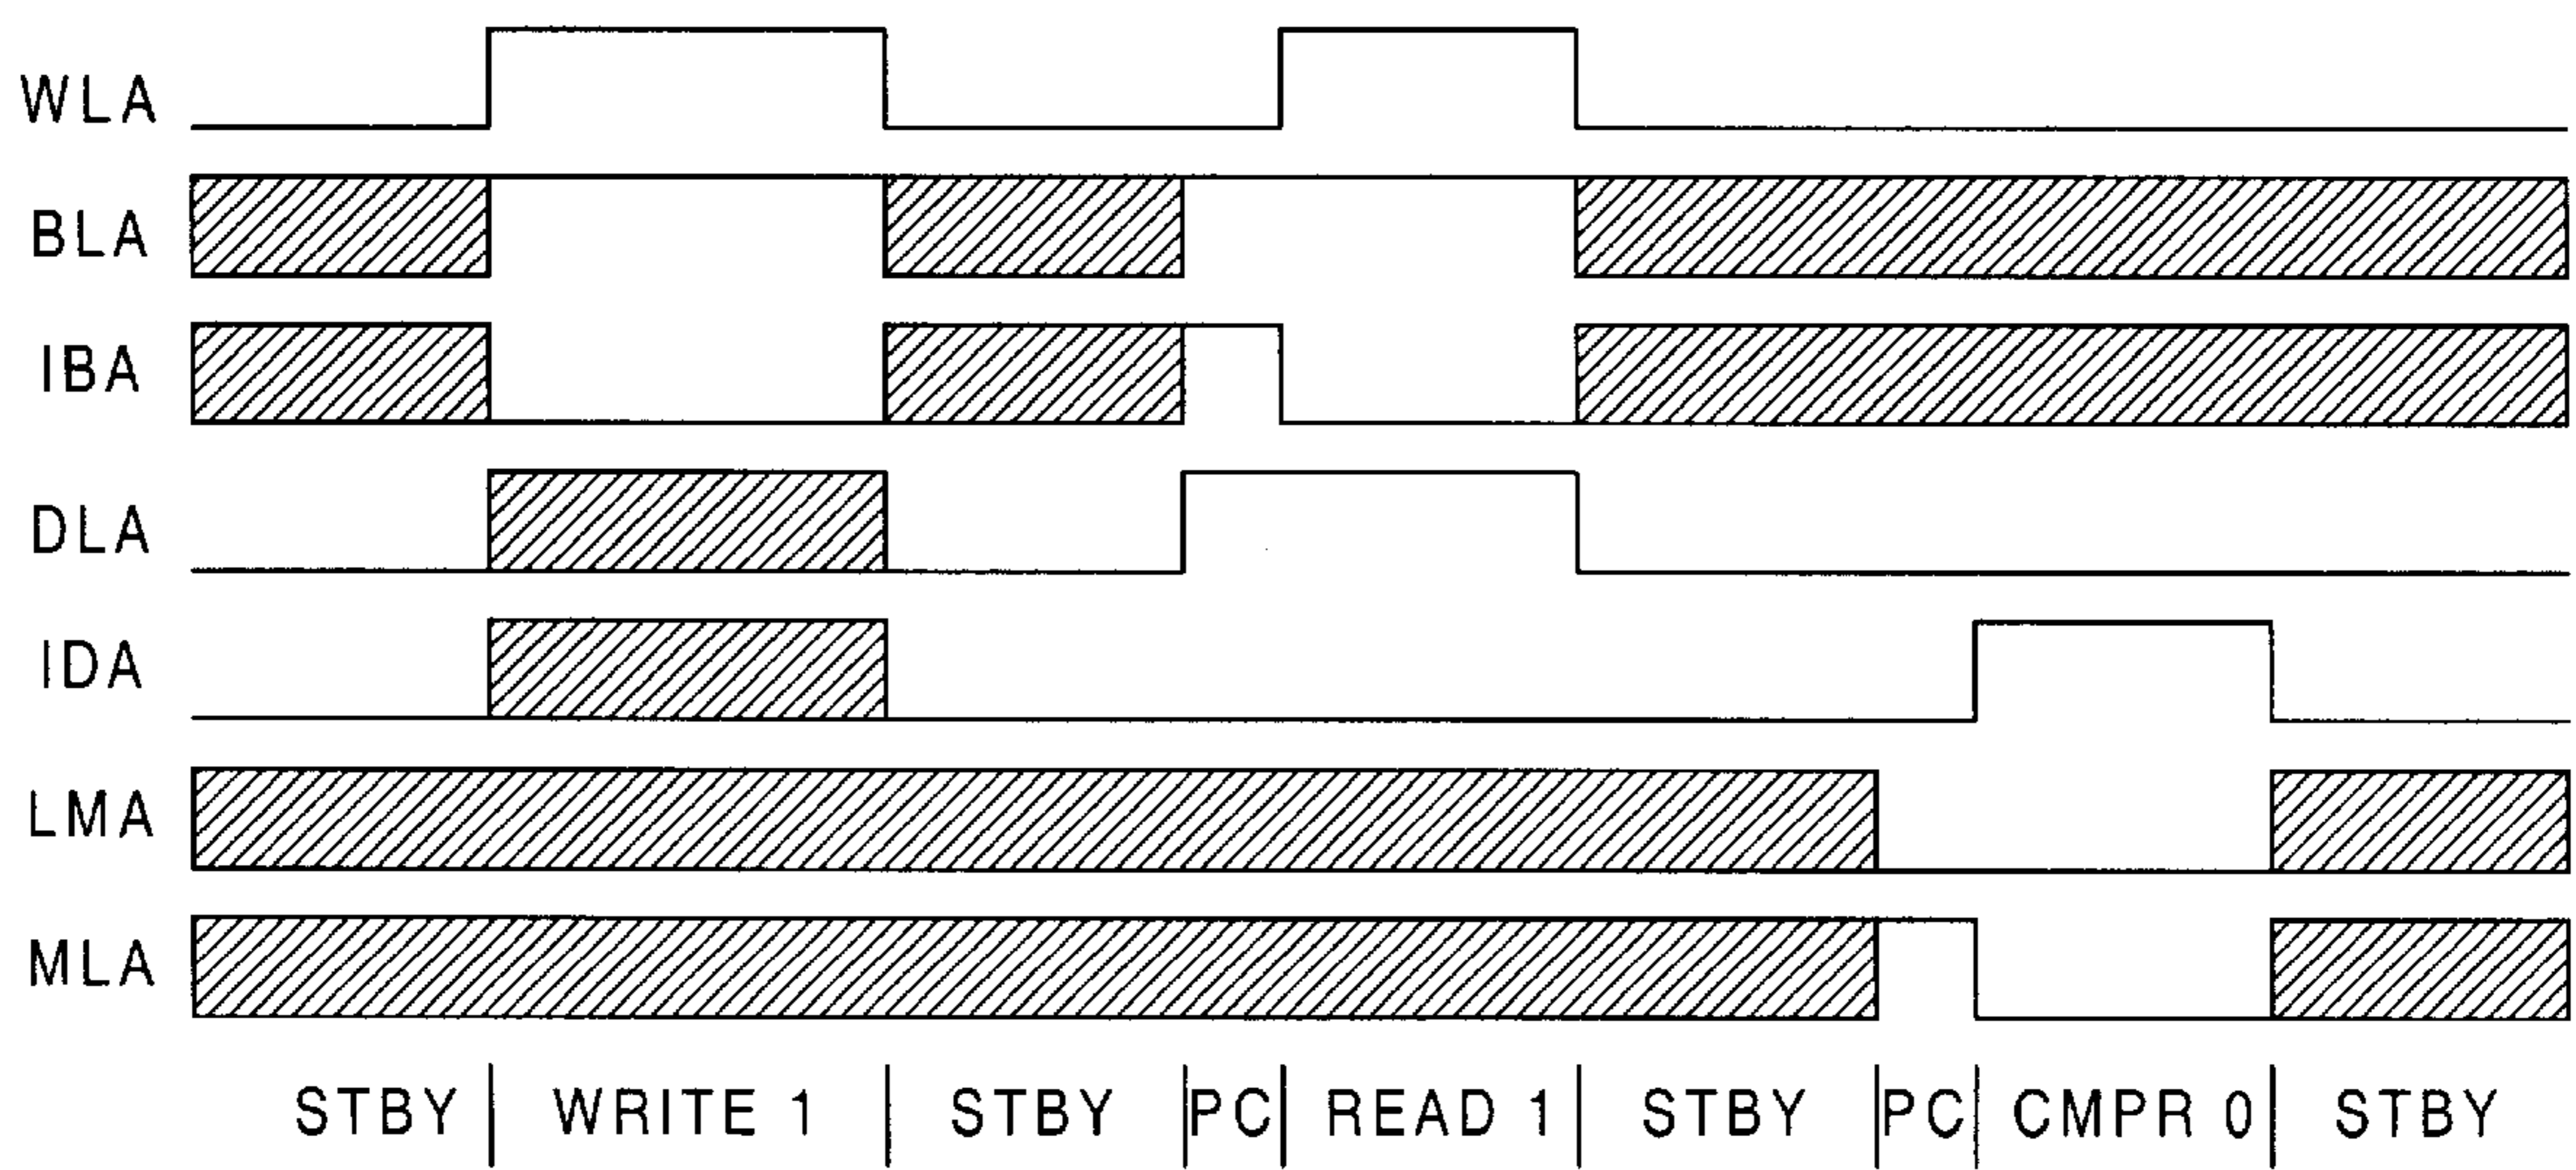 WLA
BLA
IBA
DLA
IDA
LMA
MLA
STBY WRITE 1 STBY PC READ 1 STBY PC CMPR 0 STBY